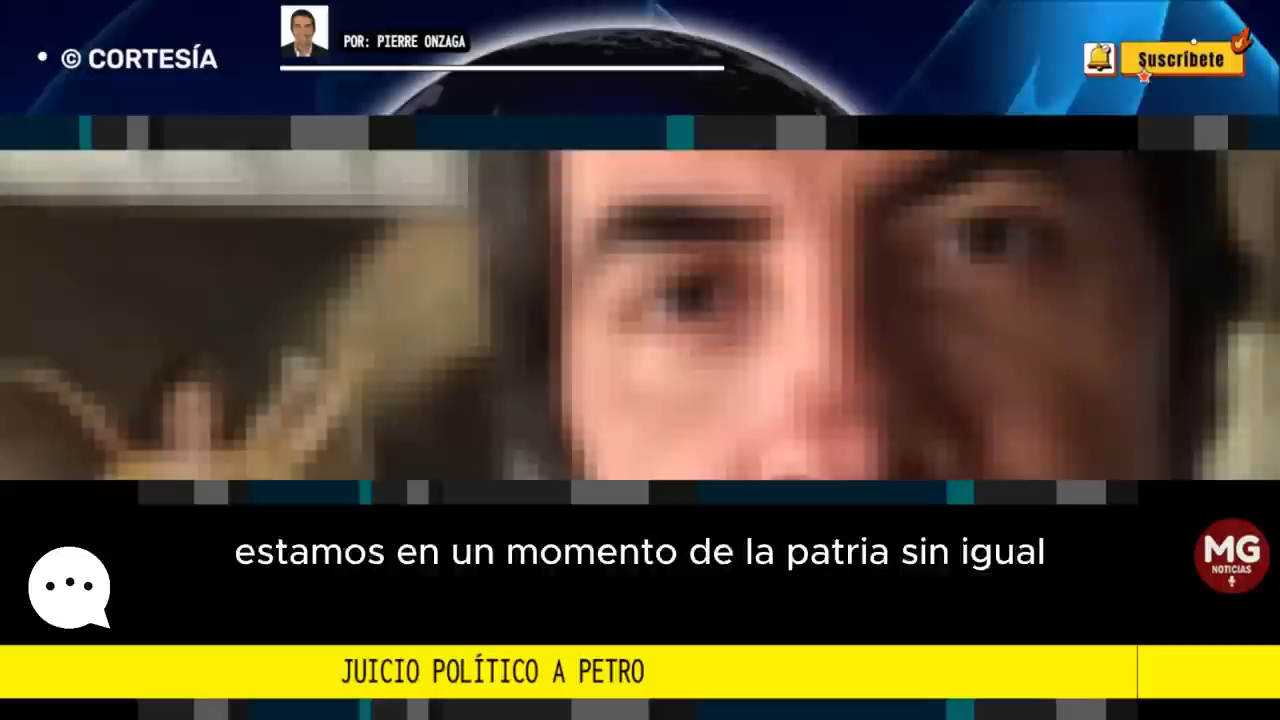 • © CORTESÍA
POR: PIERRE ONZAGA
Suscríbete
estamos en un momento de la patria sin igual
MG
NOTICIAS
JUICIO POLÍTICO A PETRO